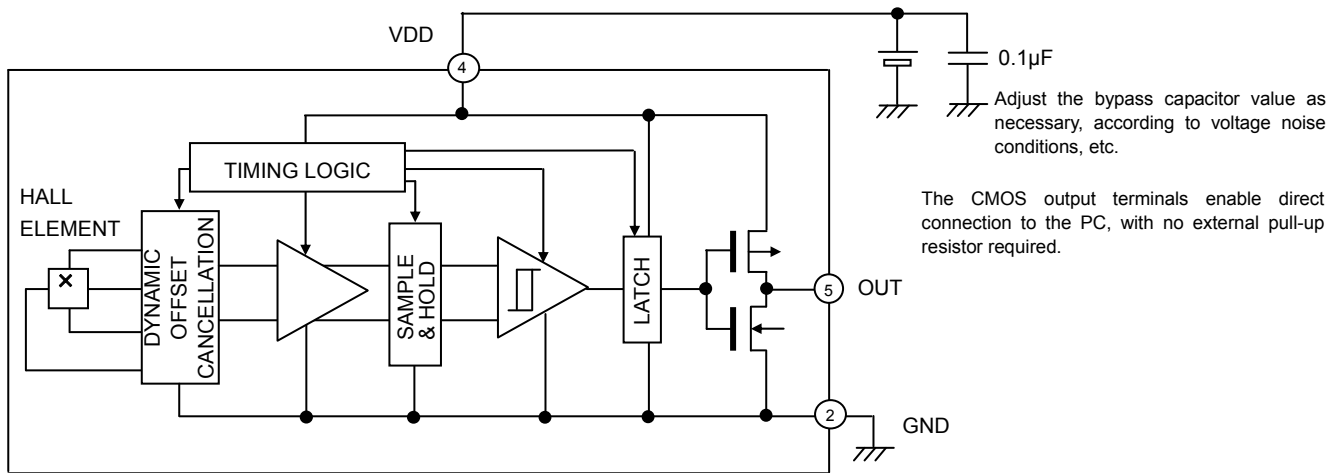 VDD
4
0.1µF
Adjust the bypass capacitor value as
necessary, according to voltage noise
conditions, etc.
The CMOS output terminals enable direct
connection to the PC, with no external pull-up
resistor required.
TIMING LOGIC
HALL
ELEMENT
×
DYNAMIC
OFFSET
CANCELLATION
SAMPLE
& HOLD
LATCH
5
OUT
2
GND